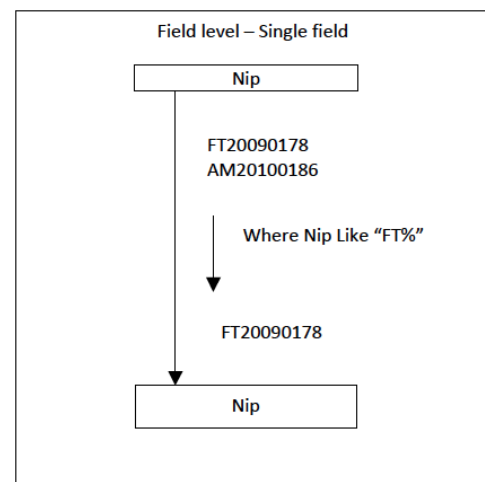 Field level – Single field
Nip
FT20090178
AM20100186
Where Nip Like “FT%”
FT20090178
Nip